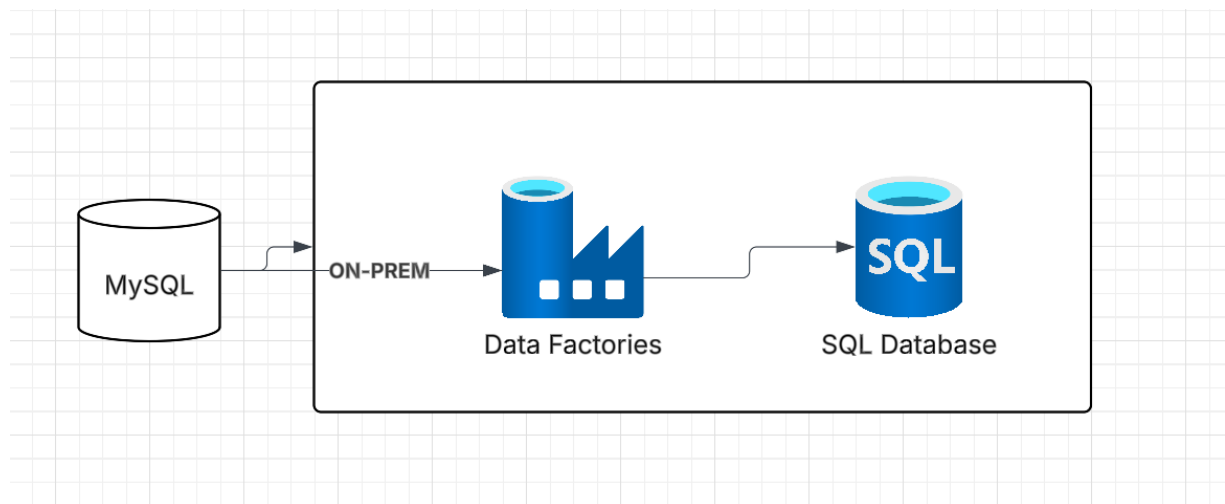 MySQL
ON-PREM
SQL
Data Factories
SQL Database